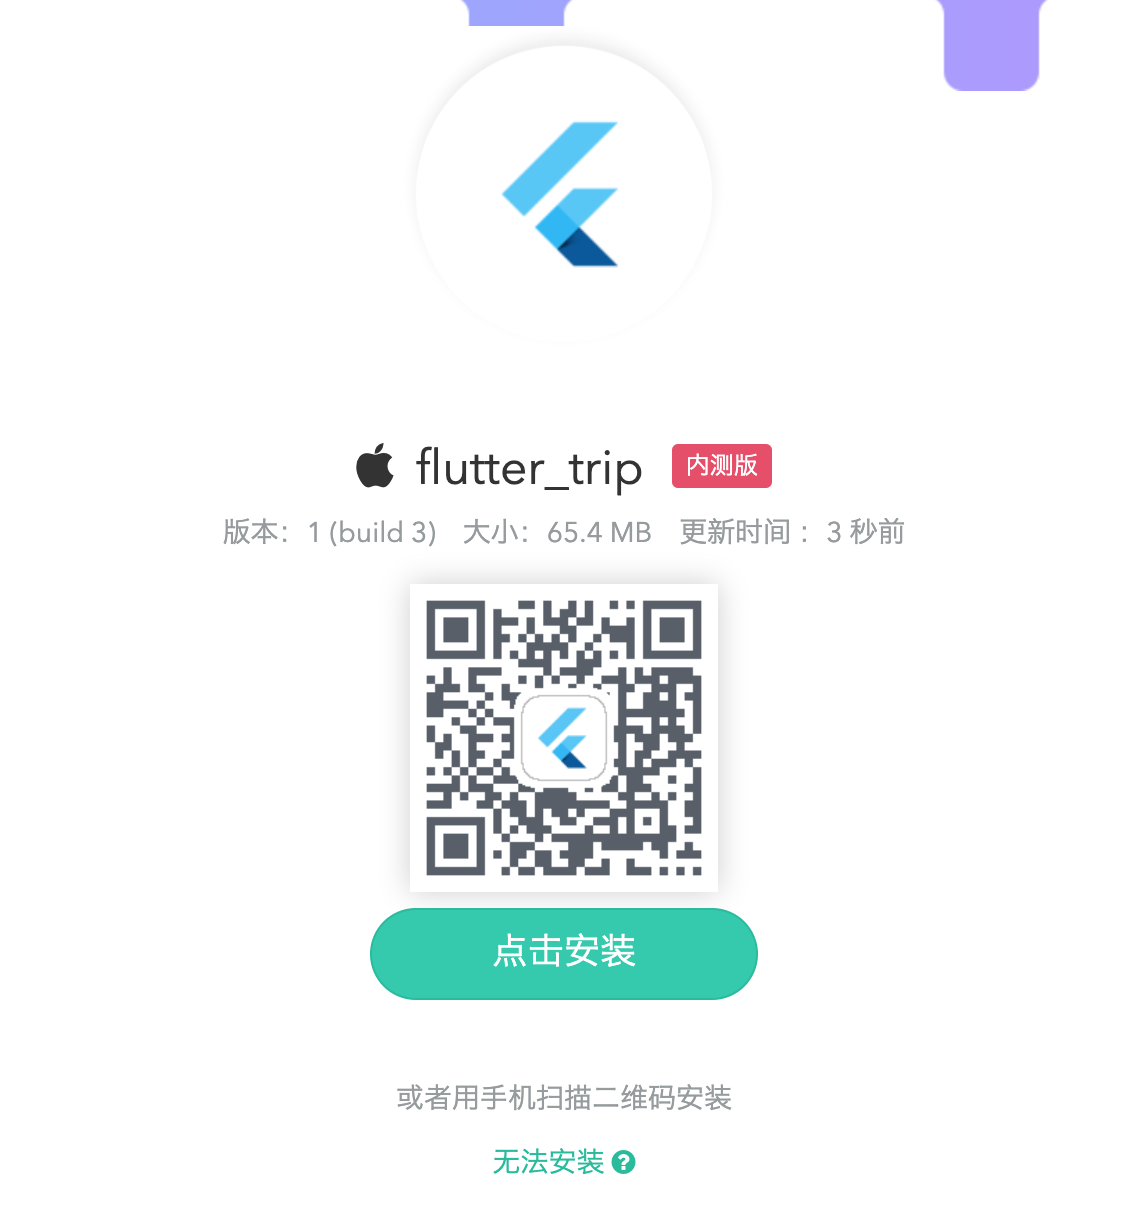 flutter_trip 内测版
版本：1 (build 3) 大小：65.4 MB 更新时间：3 秒前
点击安装
或者用手机扫描二维码安装
无法安装 ?